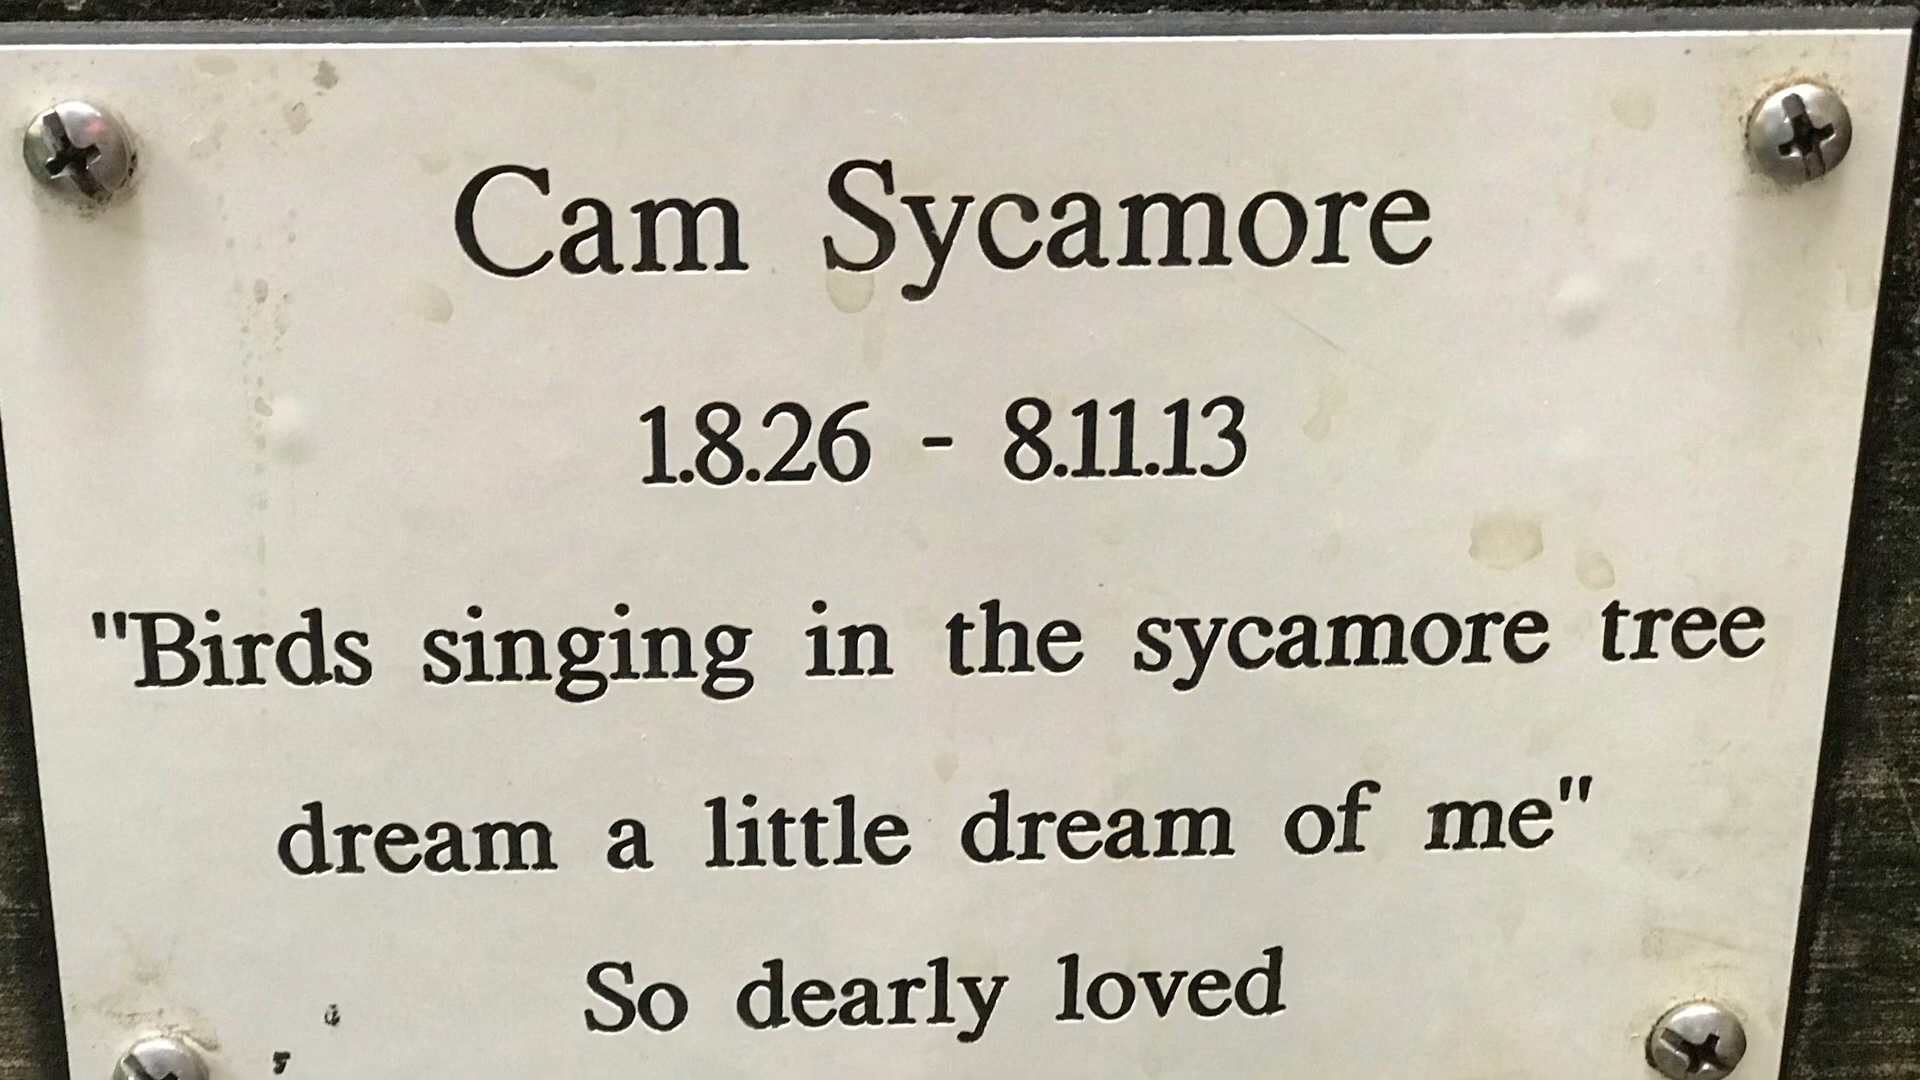 Cam Sycamore
1.8.26 - 8.11.13
"Birds singing in the sycamore tree
dream a little dream of me"
So dearly loved